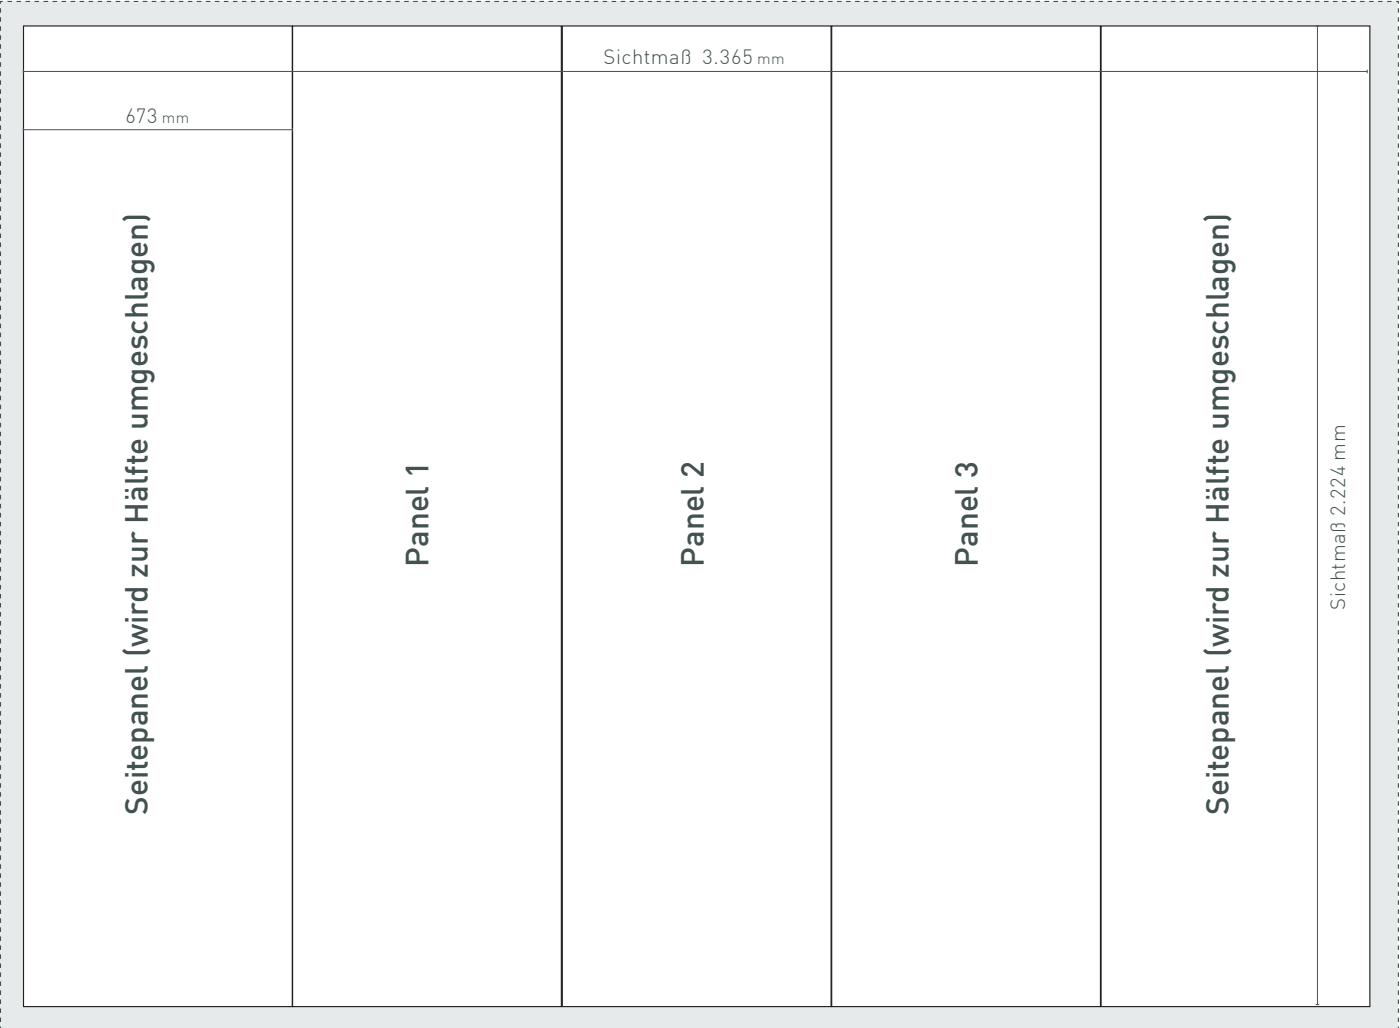 Sichtmaß 3.365 mm
673 mm
Seitepanel (wird zur Hälfte umgeschlagen)
Panel 1
Panel 2
Panel 3
Seitepanel (wird zur Hälfte umgeschlagen)
Sichtmaß 2.224 mm